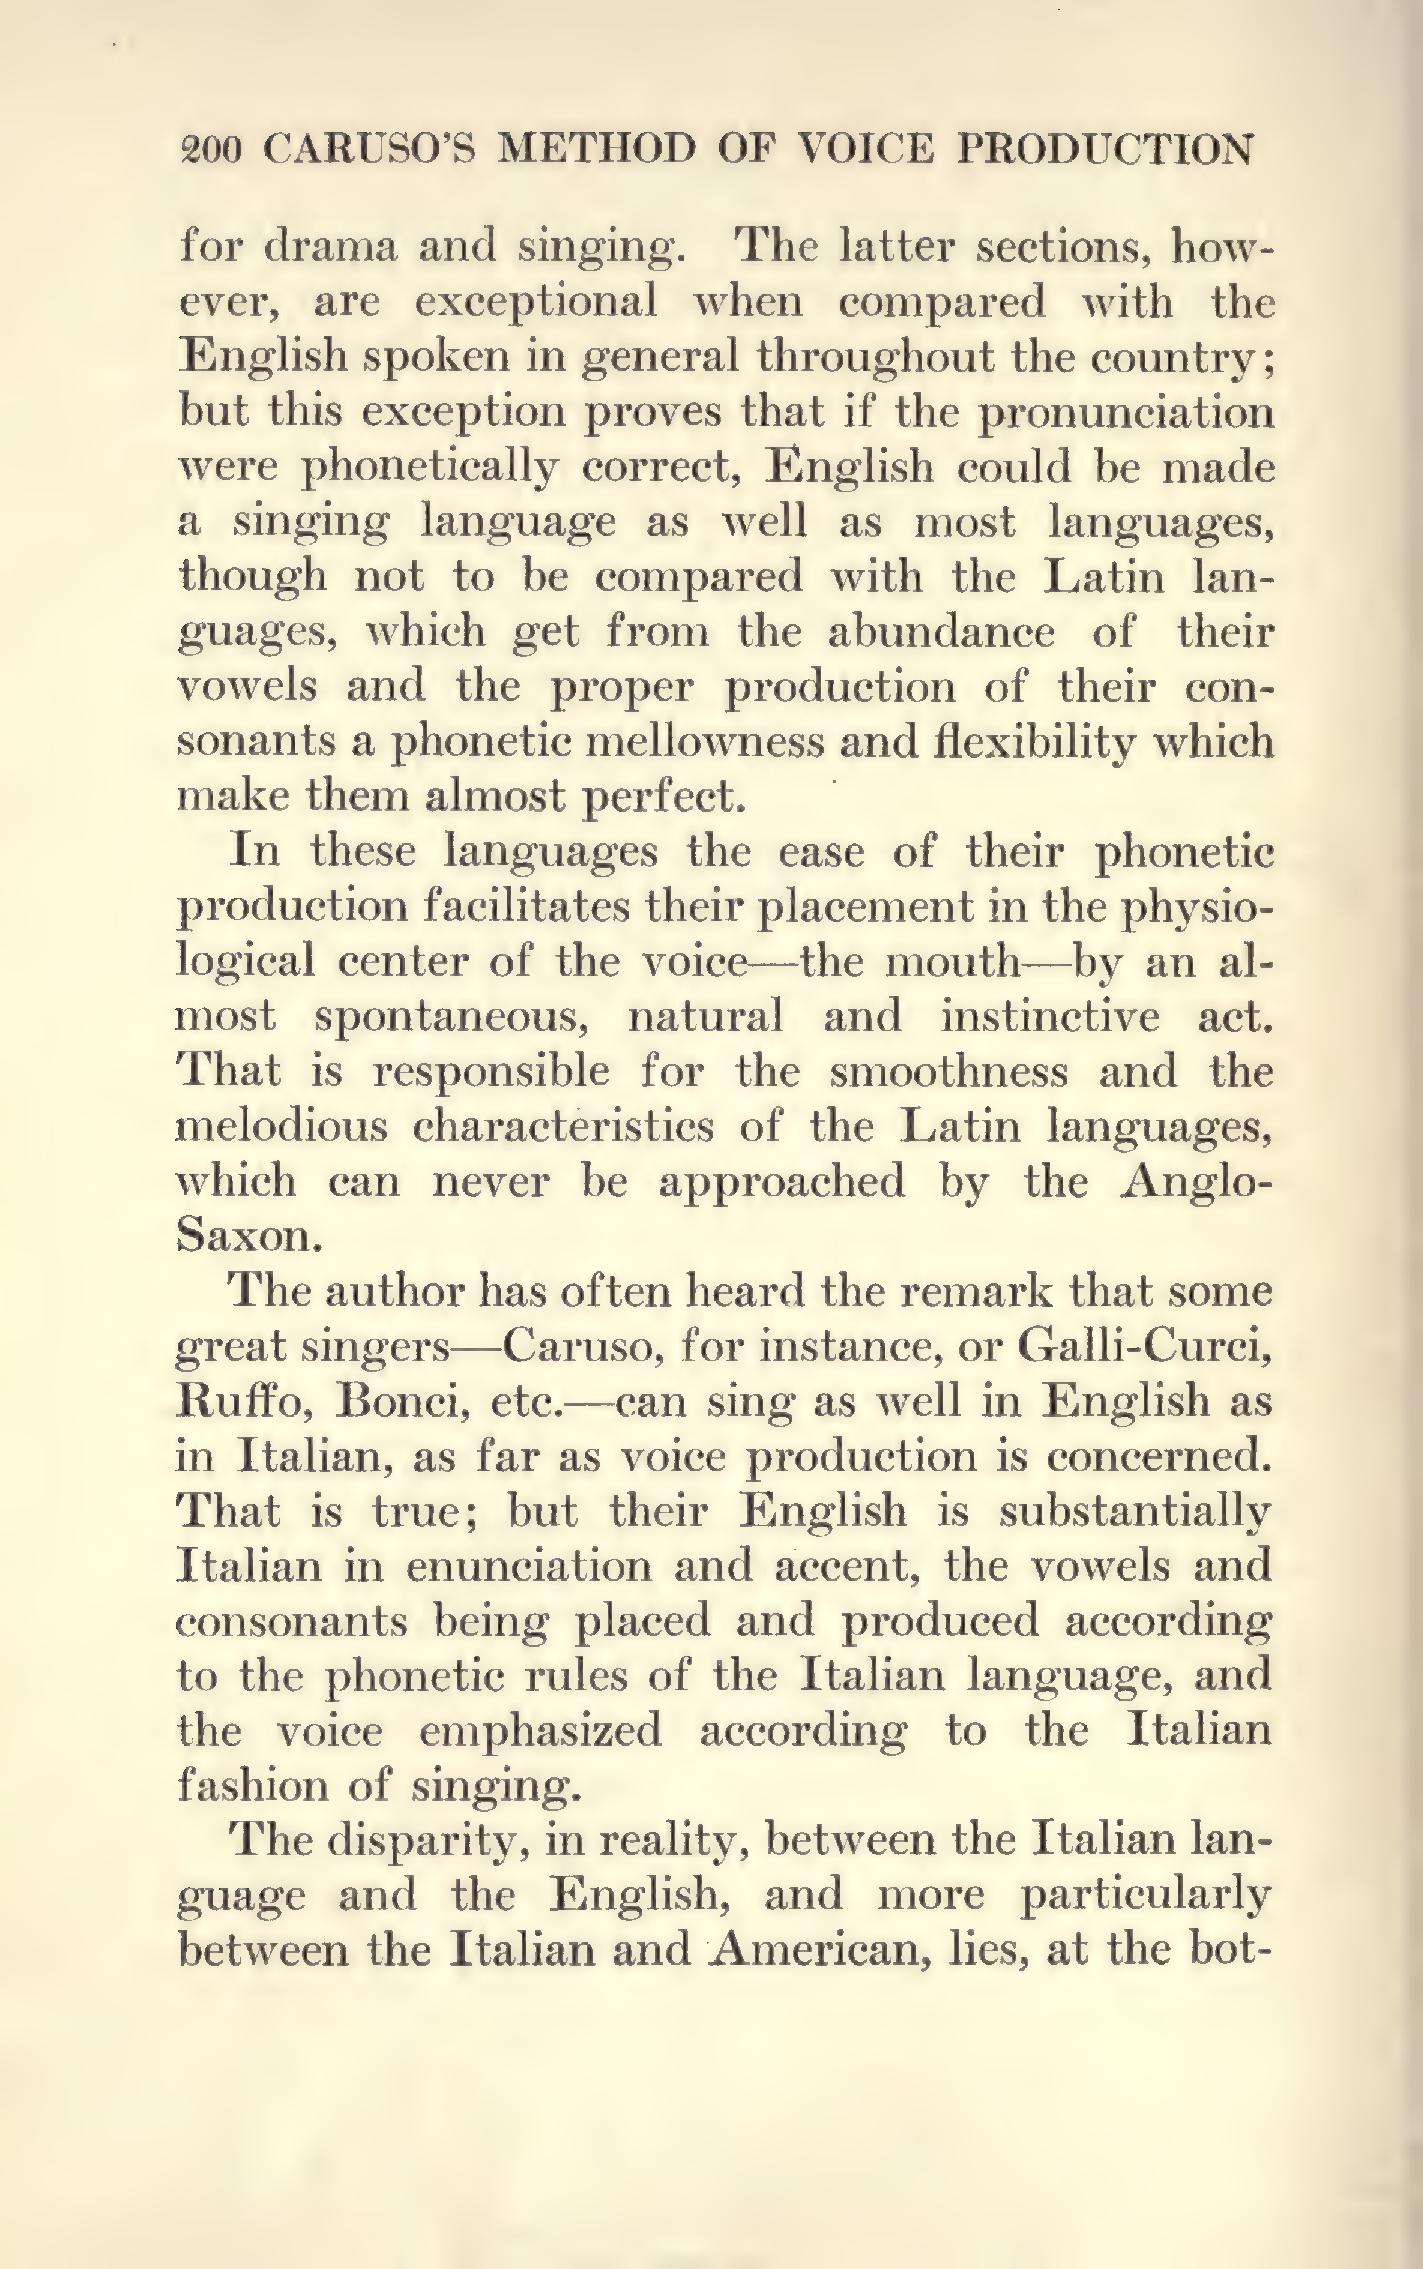 200 CARUSO'S METHOD OF VOICE PRODUCTION
for drama and singing. The latter sections, how-
ever, are exceptional when compared with the
English spoken in general throughout the country;
but this exception proves that if the pronunciation
were phonetically correct, English could be made
a singing language as well as most languages,
though not to be compared with the Latin lan-
guages, which get from the abundance of their
vowels and the proper production of their con-
sonants a phonetic mellowness and flexibility which
make them almost perfect.
In these languages the ease of their phonetic
production facilitates their placement in the physio-
logical center of the voice—the mouth—by an al-
most spontaneous, natural and instinctive act.
That is responsible for the smoothness and the
melodious characteristics of the Latin languages,
which can never be approached by the Anglo-
Saxon.
The author has often heard the remark that some
great singers—Caruso, for instance, or Galli-Curci,
Ruffo, Bonci, etc.—can sing as well in English as
in Italian, as far as voice production is concerned.
That is true; but their English is substantially
Italian in enunciation and accent, the vowels and
consonants being placed and produced according
to the phonetic rules of the Italian language, and
the voice emphasized according to the Italian
fashion of singing.
The disparity, in reality, between the Italian lan-
guage and the English, and more particularly
between the Italian and American, lies, at the bot-